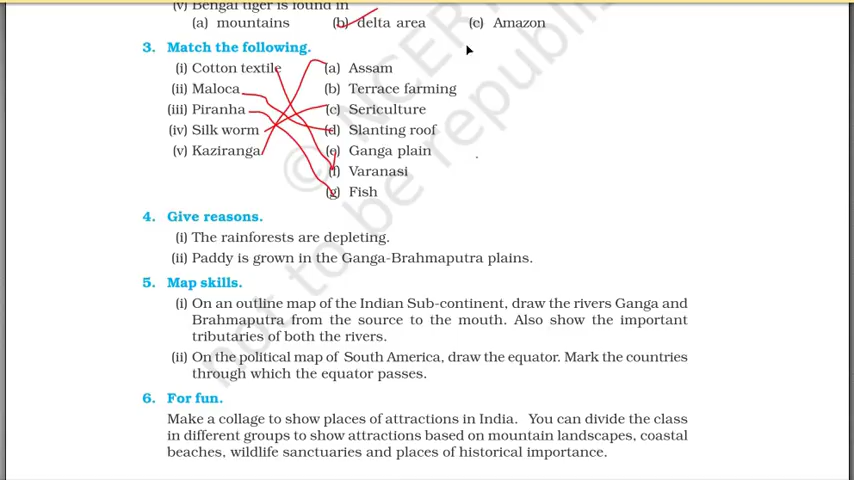 (v) Bengal tiger is found in
(a) mountains (b) delta area (c) Amazon
3. Match the following.
(i) Cotton textile (a) Assam
(ii) Maloca (b) Terrace farming
(iii) Piranha (c) Sericulture
(iv) Silk worm (d) Slanting roof
(v) Kaziranga (e) Ganga plain
(f) Varanasi
(g) Fish
4. Give reasons.
(i) The rainforests are depleting.
(ii) Paddy is grown in the Ganga-Brahmaputra plains.
5. Map skills.
(i) On an outline map of the Indian Sub-continent, draw the rivers Ganga and
Brahmaputra from the source to the mouth. Also show the important
tributaries of both the rivers.
(ii) On the political map of South America, draw the equator. Mark the countries
through which the equator passes.
6. For fun.
Make a collage to show places of attractions in India. You can divide the class
in different groups to show attractions based on mountain landscapes, coastal
beaches, wildlife sanctuaries and places of historical importance.
© NCERT
not to be republish